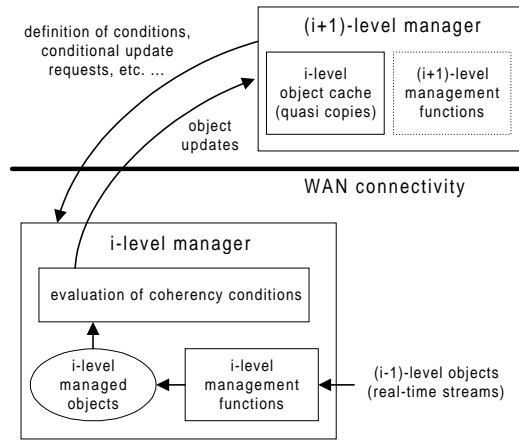 definition of conditions,
conditional update
requests, etc. ...
(i+1)-level manager
i-level
object cache
(quasi copies)
(i+1)-level
management
functions
object
updates
WAN connectivity
i-level manager
evaluation of coherency conditions
i-level
managed
objects
i-level
management
functions
(i-1)-level objects
(real-time streams)